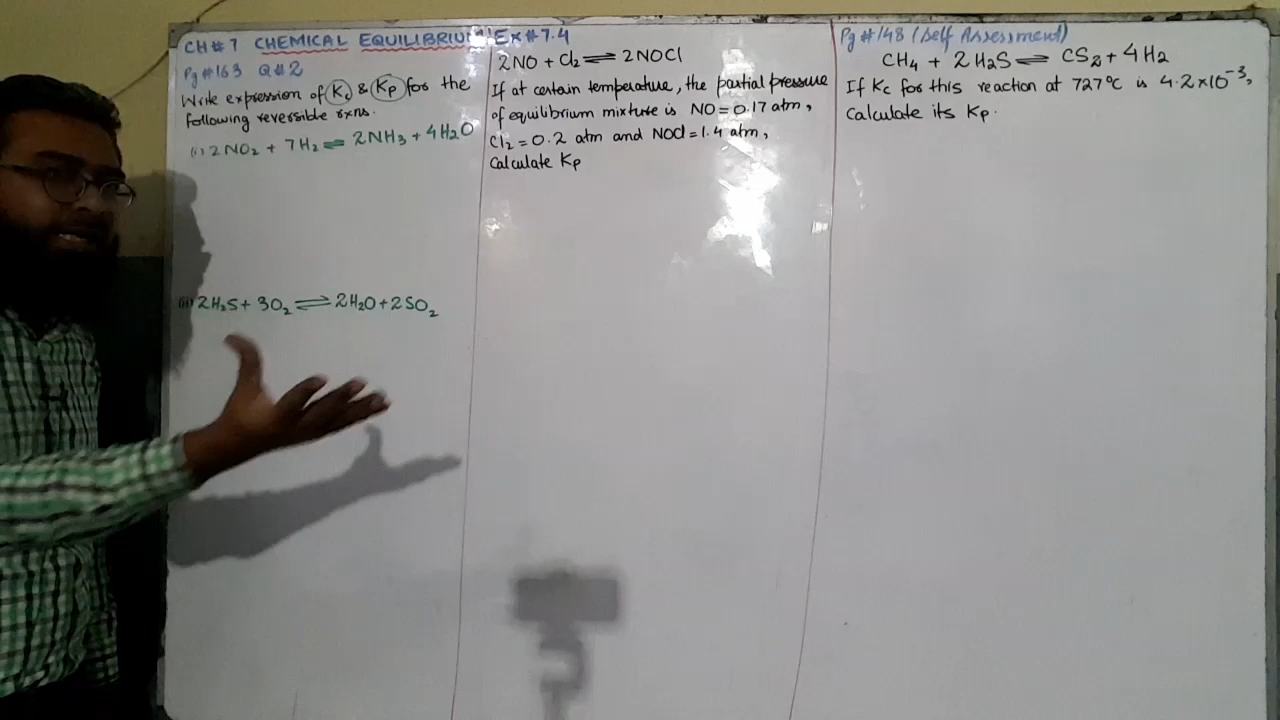 CH # 7 CHEMICAL EQUILIBRIUM
Pg # 163 Q # 2
Write expression of Kc & Kp for the
following reversible rxns.
(i) 2NO2 + 7H2 ⇌ 2NH3 + 4H2O
(ii) 2H2S + 3O2 ⇌ 2H2O + 2SO2
Ex # 7.4
2NO + Cl2 ⇌ 2NOCl
If at certain temperature, the partial pressure
of equilibrium mixture is NO = 0.17 atm,
Cl2 = 0.2 atm and NOCl = 1.4 atm,
Calculate Kp
Pg # 148 (Self Assessment)
CH4 + 2H2S ⇌ CS2 + 4H2
If Kc for this reaction at 727°C is 4.2×10⁻³,
Calculate its Kp.